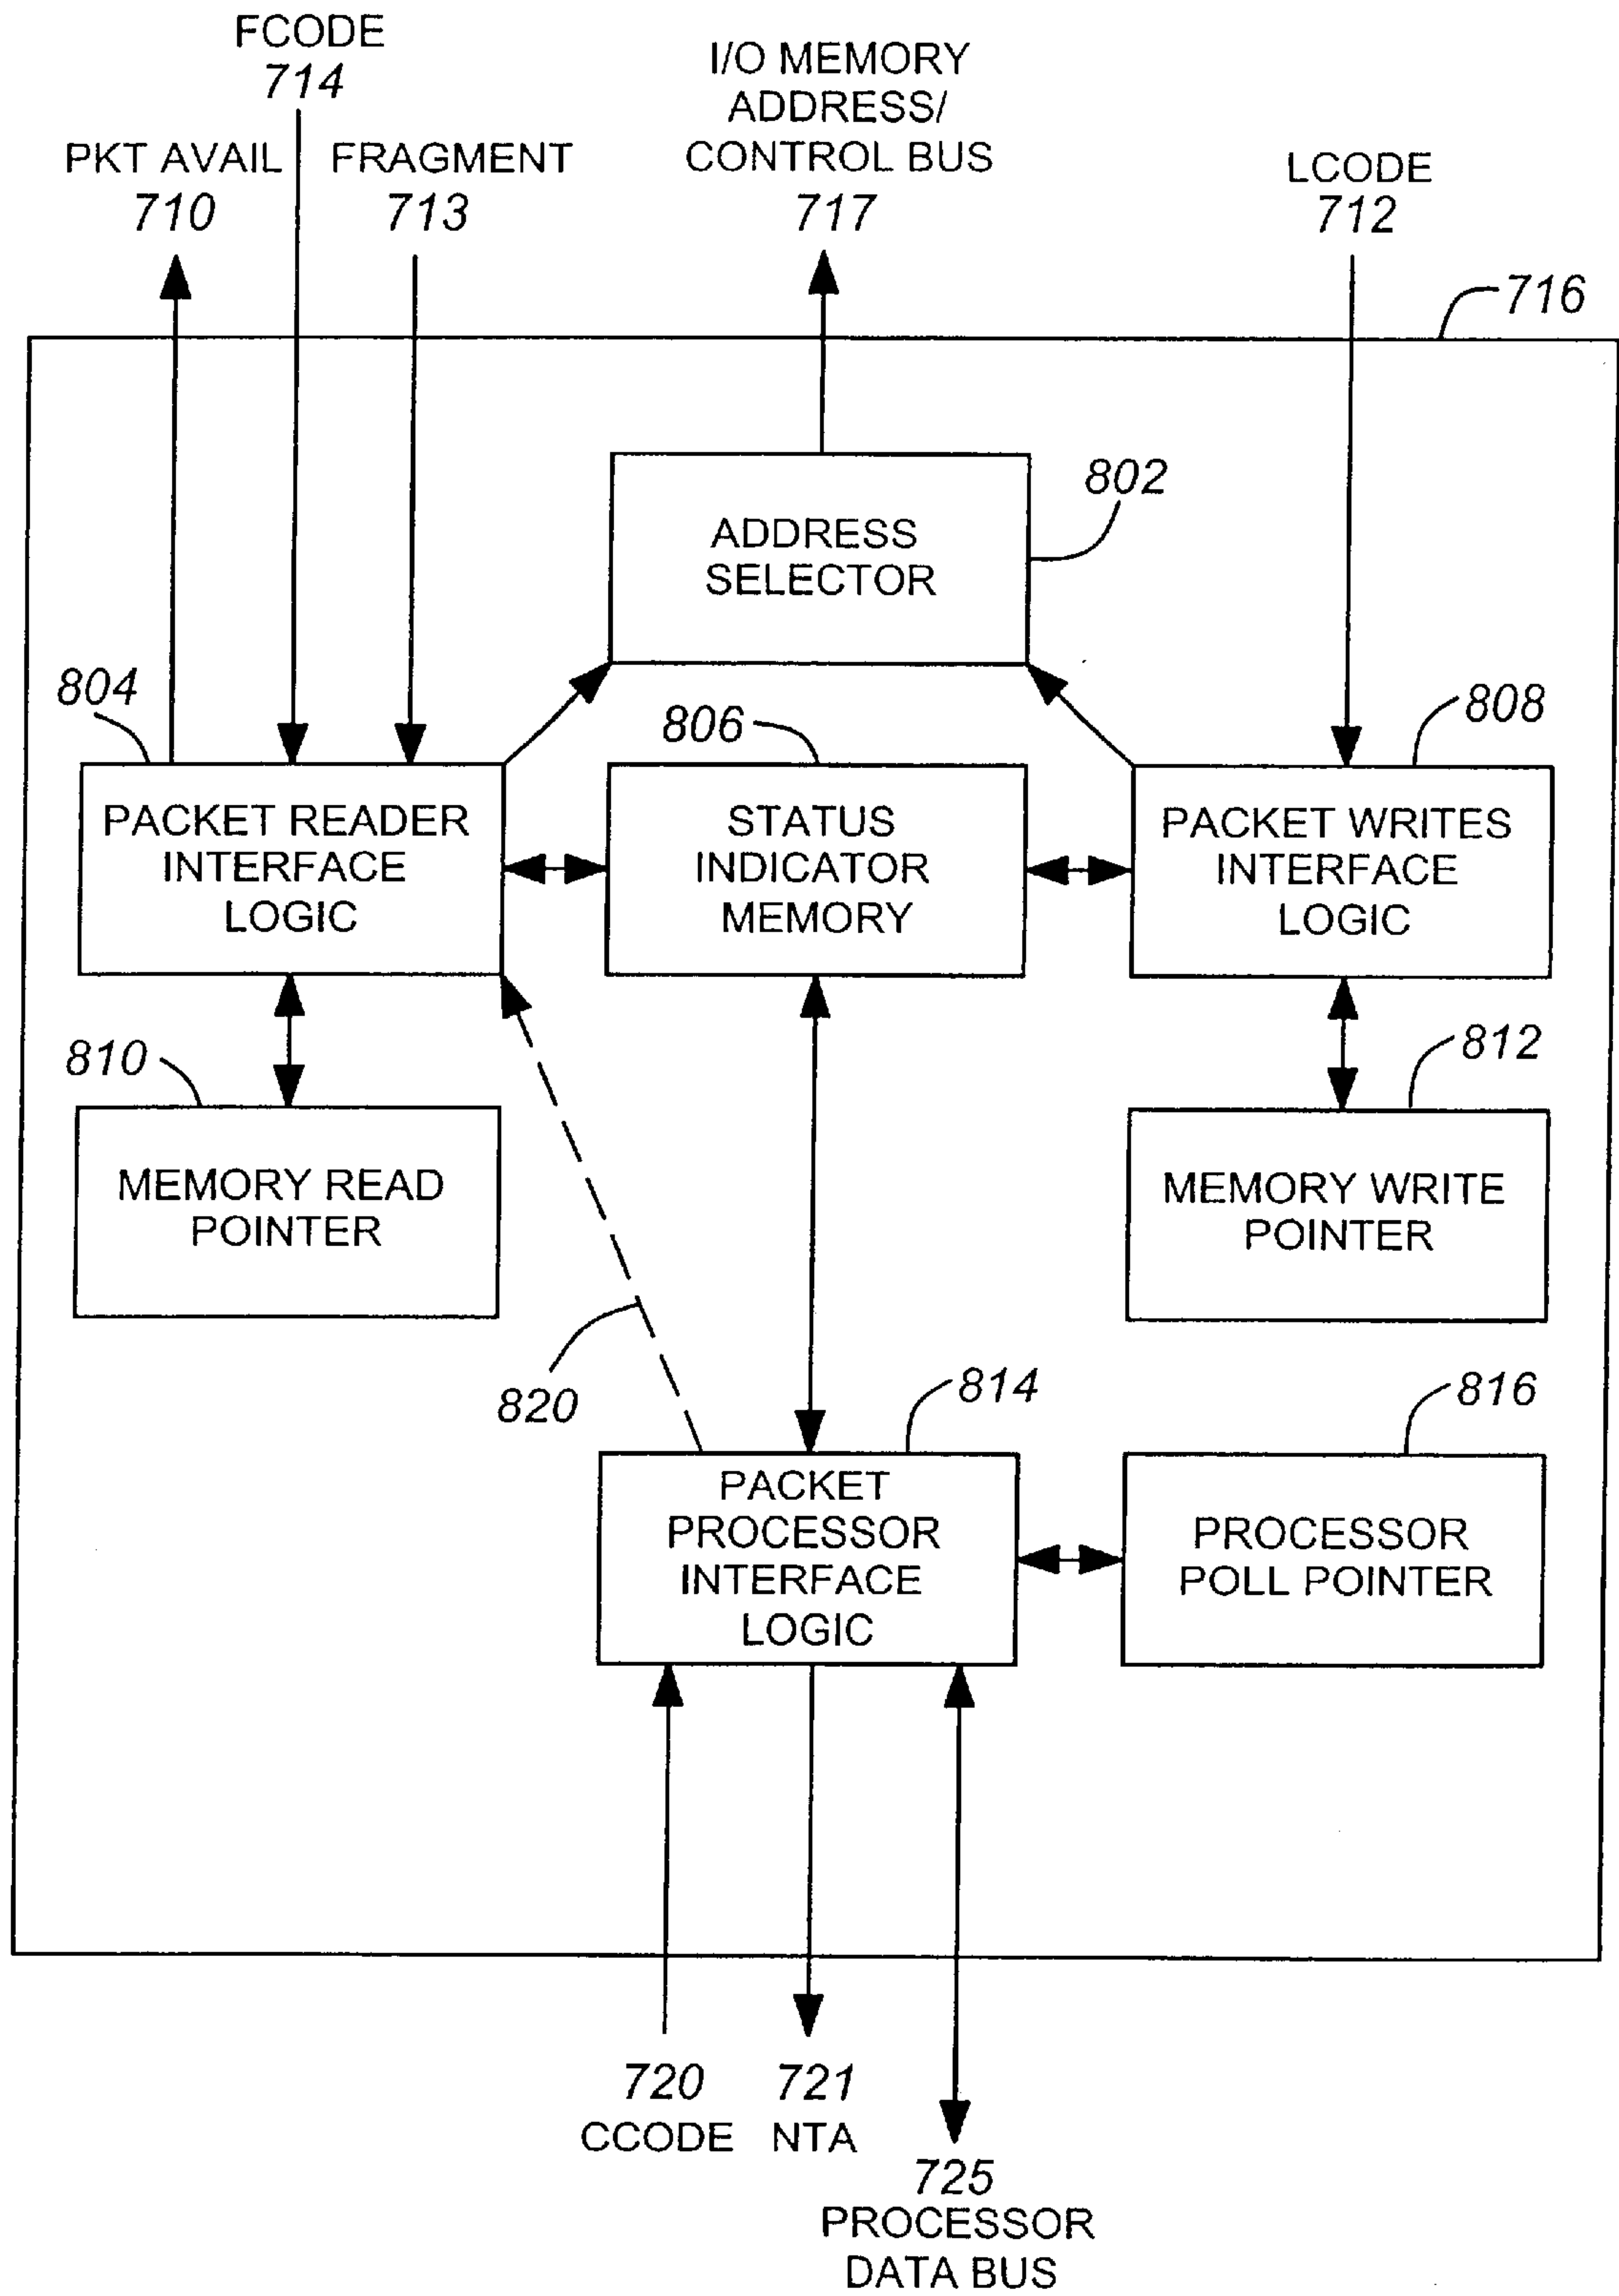 FCODE
714
PKT AVAIL
710
FRAGMENT
713
I/O MEMORY
ADDRESS/
CONTROL BUS
717
LCODE
712
716
ADDRESS
SELECTOR
802
804
PACKET READER
INTERFACE
LOGIC
806
STATUS
INDICATOR
MEMORY
808
PACKET WRITES
INTERFACE
LOGIC
810
MEMORY READ
POINTER
812
MEMORY WRITE
POINTER
820
814
PACKET
PROCESSOR
INTERFACE
LOGIC
816
PROCESSOR
POLL POINTER
720
CCODE
721
NTA
725
PROCESSOR
DATA BUS